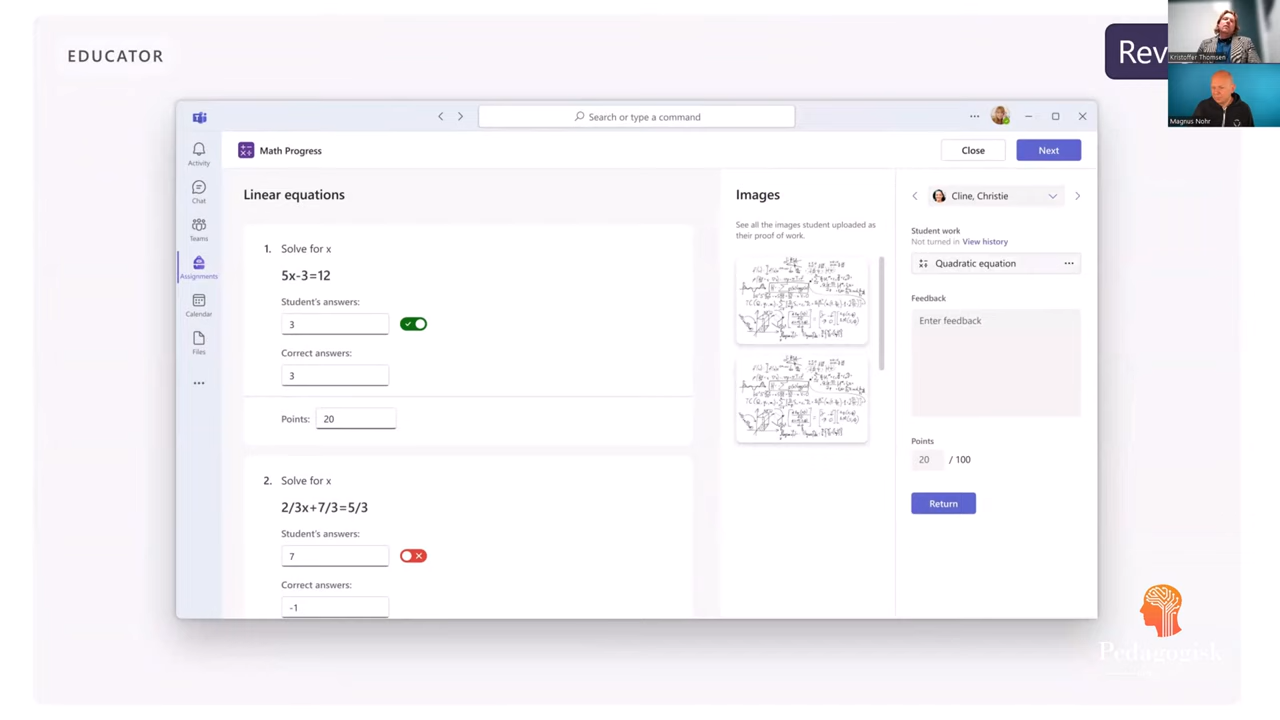 EDUCATOR
Rev
Kristoffer Thomsen
Magnus Nohr
Search or type a command
Activity
Chat
Teams
Assignments
Calendar
Files
Math Progress
Close
Next
Linear equations
1. Solve for x
5x-3=12
Student's answers:
3
Correct answers:
3
Points: 20
2. Solve for x
2/3x+7/3=5/3
Student's answers:
7
Correct answers:
-1
Images
See all the images student uploaded as
their proof of work.
Cline, Christie
Student work
Not turned in View history
Quadratic equation
Feedback
Enter feedback
Points
20 / 100
Return
Pedagogisk